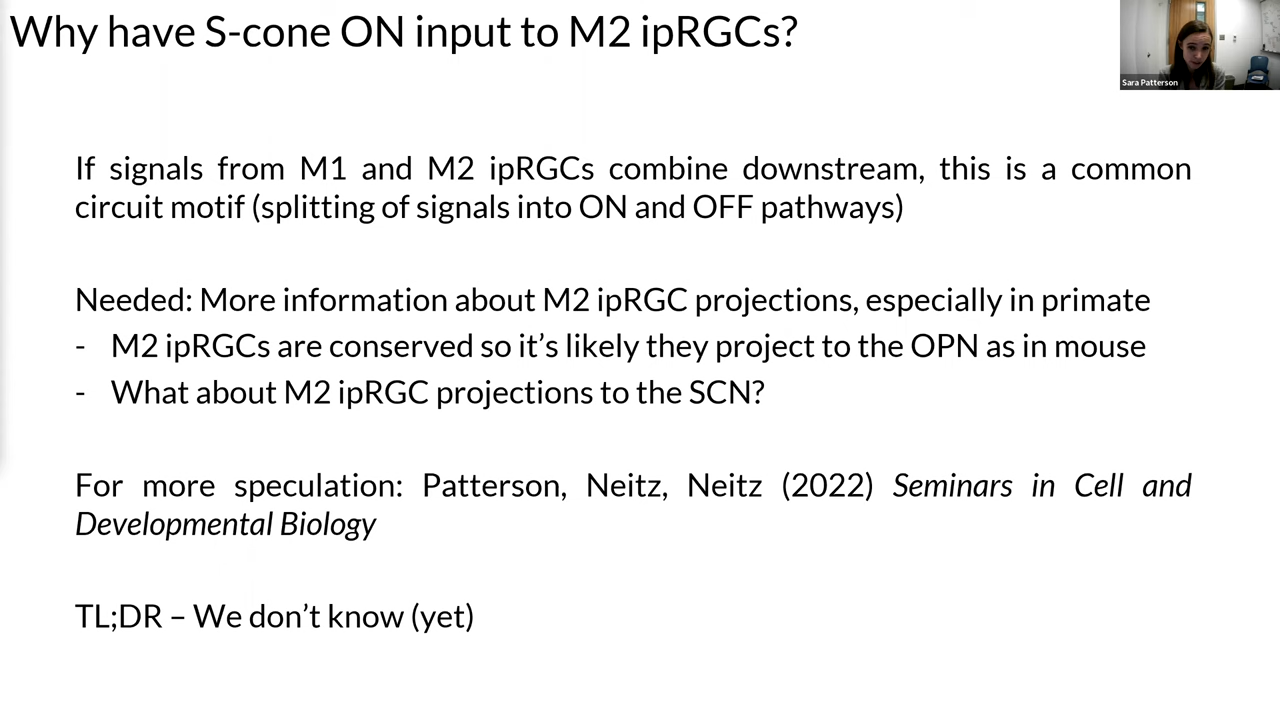 Why have S-cone ON input to M2 ipRGCs?
Sara Patterson
If signals from M1 and M2 ipRGCs combine downstream, this is a common
circuit motif (splitting of signals into ON and OFF pathways)
Needed: More information about M2 ipRGC projections, especially in primate
- M2 ipRGCs are conserved so it's likely they project to the OPN as in mouse
- What about M2 ipRGC projections to the SCN?
For more speculation: Patterson, Neitz, Neitz (2022) Seminars in Cell and
Developmental Biology
TL;DR – We don't know (yet)